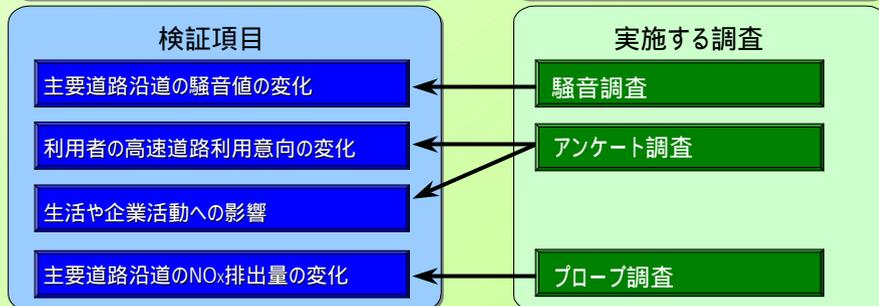 検証項目
主要道路沿道の騒音値の変化
利用者の高速道路利用意向の変化
生活や企業活動への影響
主要道路沿道のNOx排出量の変化
実施する調査
騒音調査
アンケート調査
プローブ調査